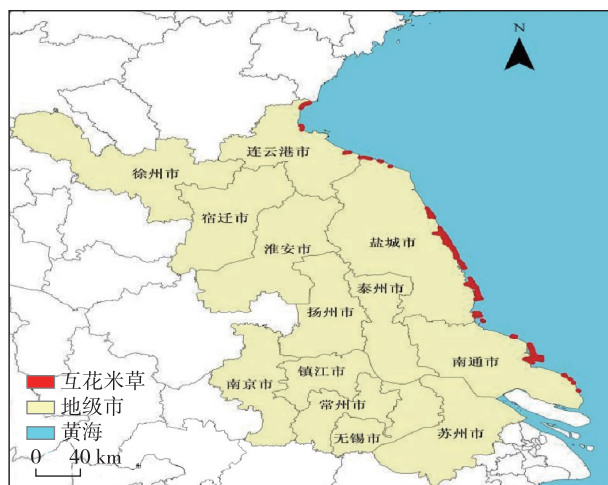 N
连云港市
徐州市
宿迁市
淮安市
盐城市
泰州市
扬州市
南通市
镇江市
南京市
常州市
无锡市
苏州市
互花米草
地级市
黄海
0 40 km